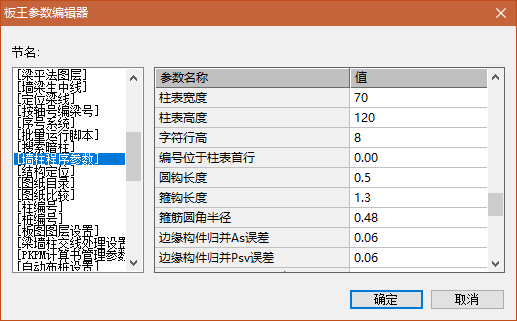 板王参数编辑器
节名:
[梁平法图层]
[墙梁生中线]
[定位梁线]
[按轴号编梁号]
[序号系统]
[批量运行脚本]
[搜索暗柱]
[墙柱程序参数]
[结构定位]
[图纸目录]
[图纸比较]
[柱编号]
[桩编号]
[板图图层设置]
[梁墙柱交线处理设置
[PKPM计算书管理参数
[自动布桩设置]
参数名称 值
柱表宽度 70
柱表高度 120
字符行高 8
编号位于柱表首行 0.00
圆钩长度 0.5
箍钩长度 1.3
箍筋圆角半径 0.48
边缘构件归并As误差 0.06
边缘构件归并Psv误差 0.06
确定 取消